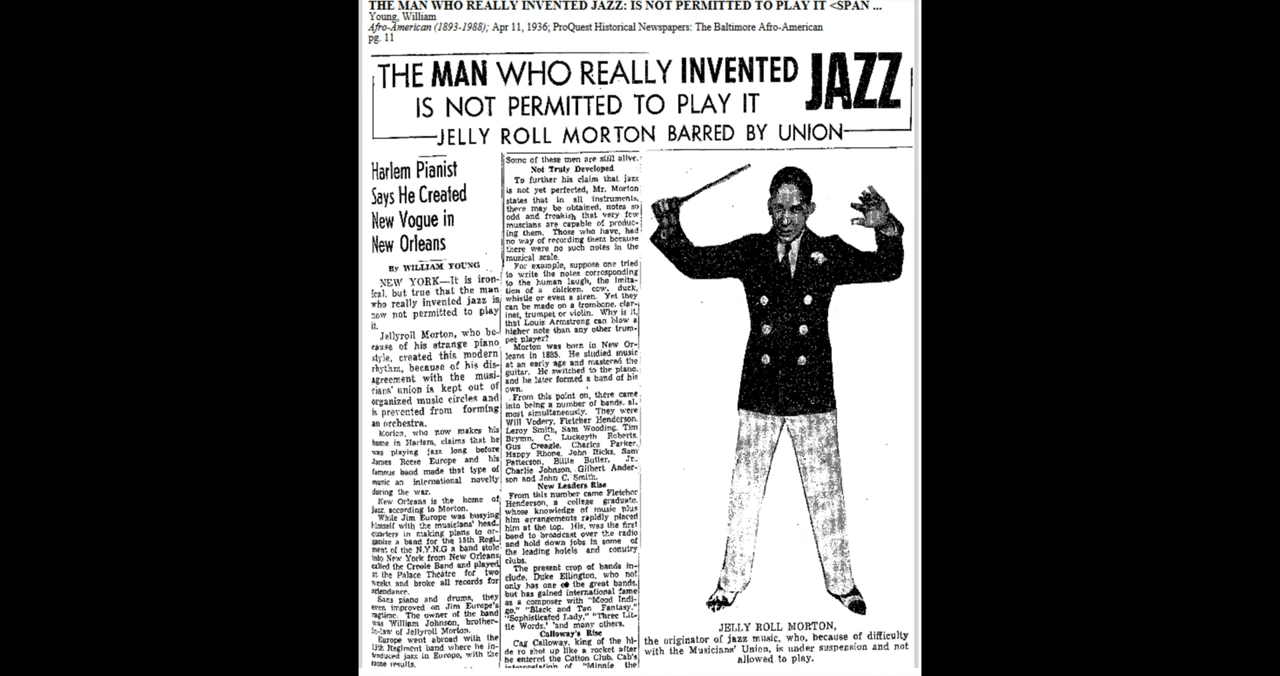 THE MAN WHO REALLY INVENTED JAZZ: IS NOT PERMITTED TO PLAY IT <SPAN ...
Young, William
Afro-American (1893-1988); Apr 11, 1936; ProQuest Historical Newspapers: The Baltimore Afro-American
pg. 11
THE MAN WHO REALLY INVENTED JAZZ
IS NOT PERMITTED TO PLAY IT
JELLY ROLL MORTON BARRED BY UNION
Harlem Pianist
Says He Created
New Vogue in
New Orleans
By WILLIAM YOUNG
NEW YORK—It is iron-
ical, but true that the man
who really invented jazz is
now not permitted to play
it.
Jellyroll Morton, who be-
cause of his strange piano
style, created this modern
rhythm, because of his dis-
agreement with the musi-
cians' union is kept out of
organized music circles and
is prevented from forming
an orchestra.
Morton, who now makes his
home in Harlem, claims that he
was playing jazz long before
James Reese Europe and his
famous band made that type of
music an international novelty
during the war.
New Orleans is the home of
jazz, according to Morton.
While Jim Europe was busying
himself with the musicians' head-
quarters in making plans to or-
ganize a band for the 15th Regi-
ment of the N.Y.N.G a band stole
into New York from New Orleans
called the Creole Band and played
at the Palace Theatre for two
weeks and broke all records for
attendance.
Sans piano and drums, they
even improved on Jim Europe's
ragtime. The owner of the band
was William Johnson, brother-
in-law of Jellyroll Morton.
Europe went abroad with the
15th Regiment band where he in-
troduced jazz in Europe, with the
same results.
Some of these men are still alive.
Not Truly Developed
To further his claim that jazz
is not yet perfected, Mr. Morton
states that in all instruments,
there may be obtained, notes so
odd and freakish that very few
muscians are capable of produc-
ing them. Those who have, had
no way of recording them because
there were no such notes in the
musical scale.
For example, suppose one tried
to write the notes corresponding
to the human laugh, the imita-
tion of a chicken, cow, duck,
whistle or even a siren. Yet they
can be made on a trombone, clar-
inet, trumpet or violin. Why is it,
that Louis Armstrong can blow a
higher note than any other trum-
pet player?
Morton was born in New Or-
leans in 1885. He studied music
at an early age and mastered the
guitar. He switched to the piano,
and he later formed a band of his
own.
From this point on, there came
into being a number of bands, al-
most simultaneously. They were
Will Vodery, Fletcher Henderson,
Leroy Smith, Sam Wooding, Tim
Brymn, C. Luckeyth Roberts,
Gus Creagle, Charles Parker,
Happy Rhone, John Ricks, Sam
Patterson, Billie Butler, Jr.,
Charlie Johnson, Gilbert Ander-
son and John C. Smith.
New Leaders Rise
From this number came Fletcher
Henderson, a college graduate,
whose knowledge of music plus
him arrangements rapidly placed
him at the top. His, was the first
band to broadcast over the radio
and hold down jobs in some of
the leading hotels and conutry
clubs.
The present crop of bands in-
clude, Duke Ellington, who not
only has one of the great bands,
but has gained international fame
as a composer with "Mood Indi-
go," "Black and Tan Fantasy,"
"Sophisticated Lady," "Three Lit-
tle Words,' and many others.
Calloway's Rise
Cag Calloway, king of the hi-
de ro shot up like a rocket after
he entered the Cotton Club. Cab's
interpretation of "Minnie the
JELLY ROLL MORTON,
the originator of jazz music, who, because of difficulty
with the Musicians' Union, is under suspension and not
allowed to play.